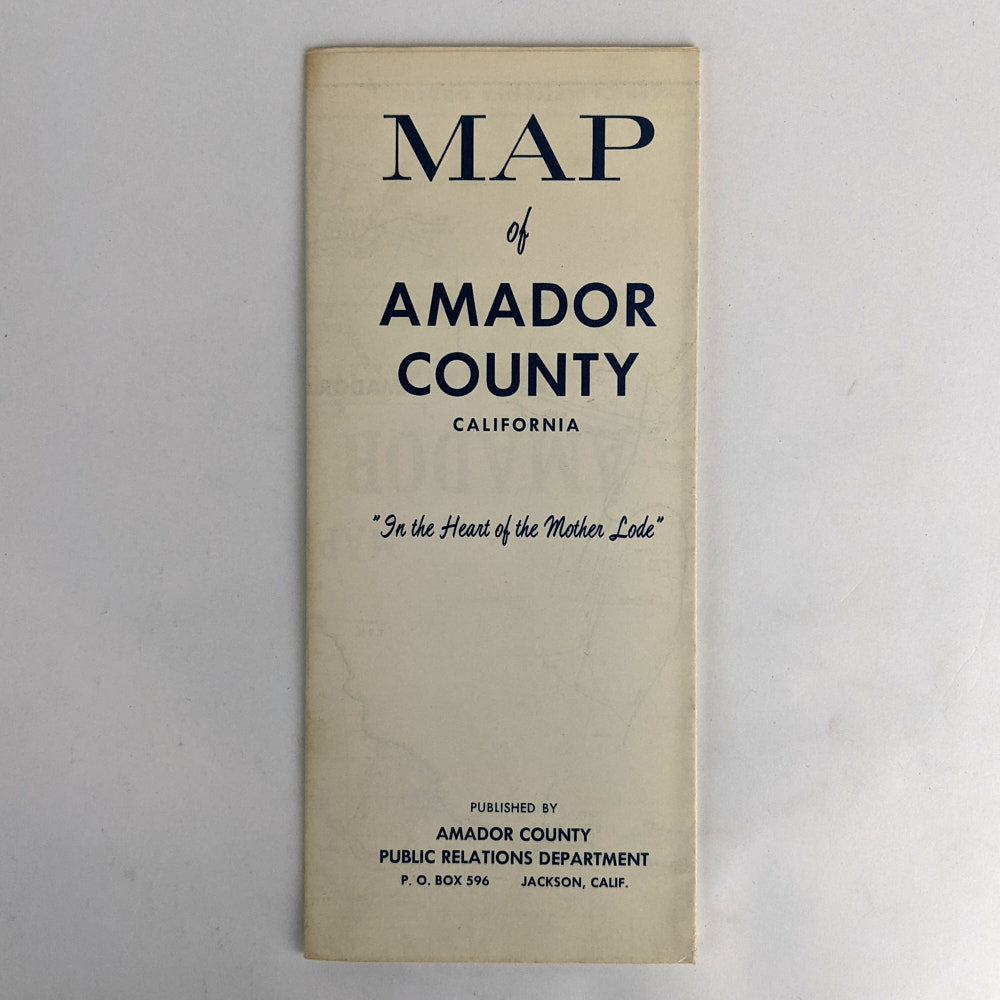 MAP
of
AMADOR
COUNTY
CALIFORNIA
"In the Heart of the Mother Lode"
PUBLISHED BY
AMADOR COUNTY
PUBLIC RELATIONS DEPARTMENT
P. O. BOX 596 JACKSON, CALIF.